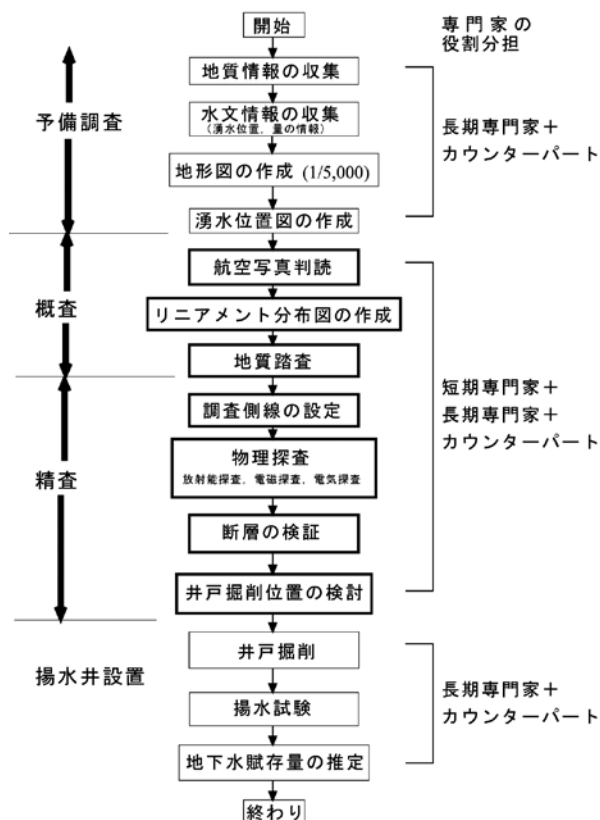 開始
専門家の
役割分担
予備調査
地質情報の収集
水文情報の収集
(湧水位置，量の情報)
地形図の作成 (1/5,000)
湧水位置図の作成
長期専門家＋
カウンターパート
概査
航空写真判読
リニアメント分布図の作成
地質踏査
精査
調査側線の設定
物理探査
放射能探査，電磁探査，電気探査
断層の検証
井戸掘削位置の検討
短期専門家＋
長期専門家＋
カウンターパート
揚水井設置
井戸掘削
揚水試験
地下水賦存量の推定
長期専門家＋
カウンターパート
終わり